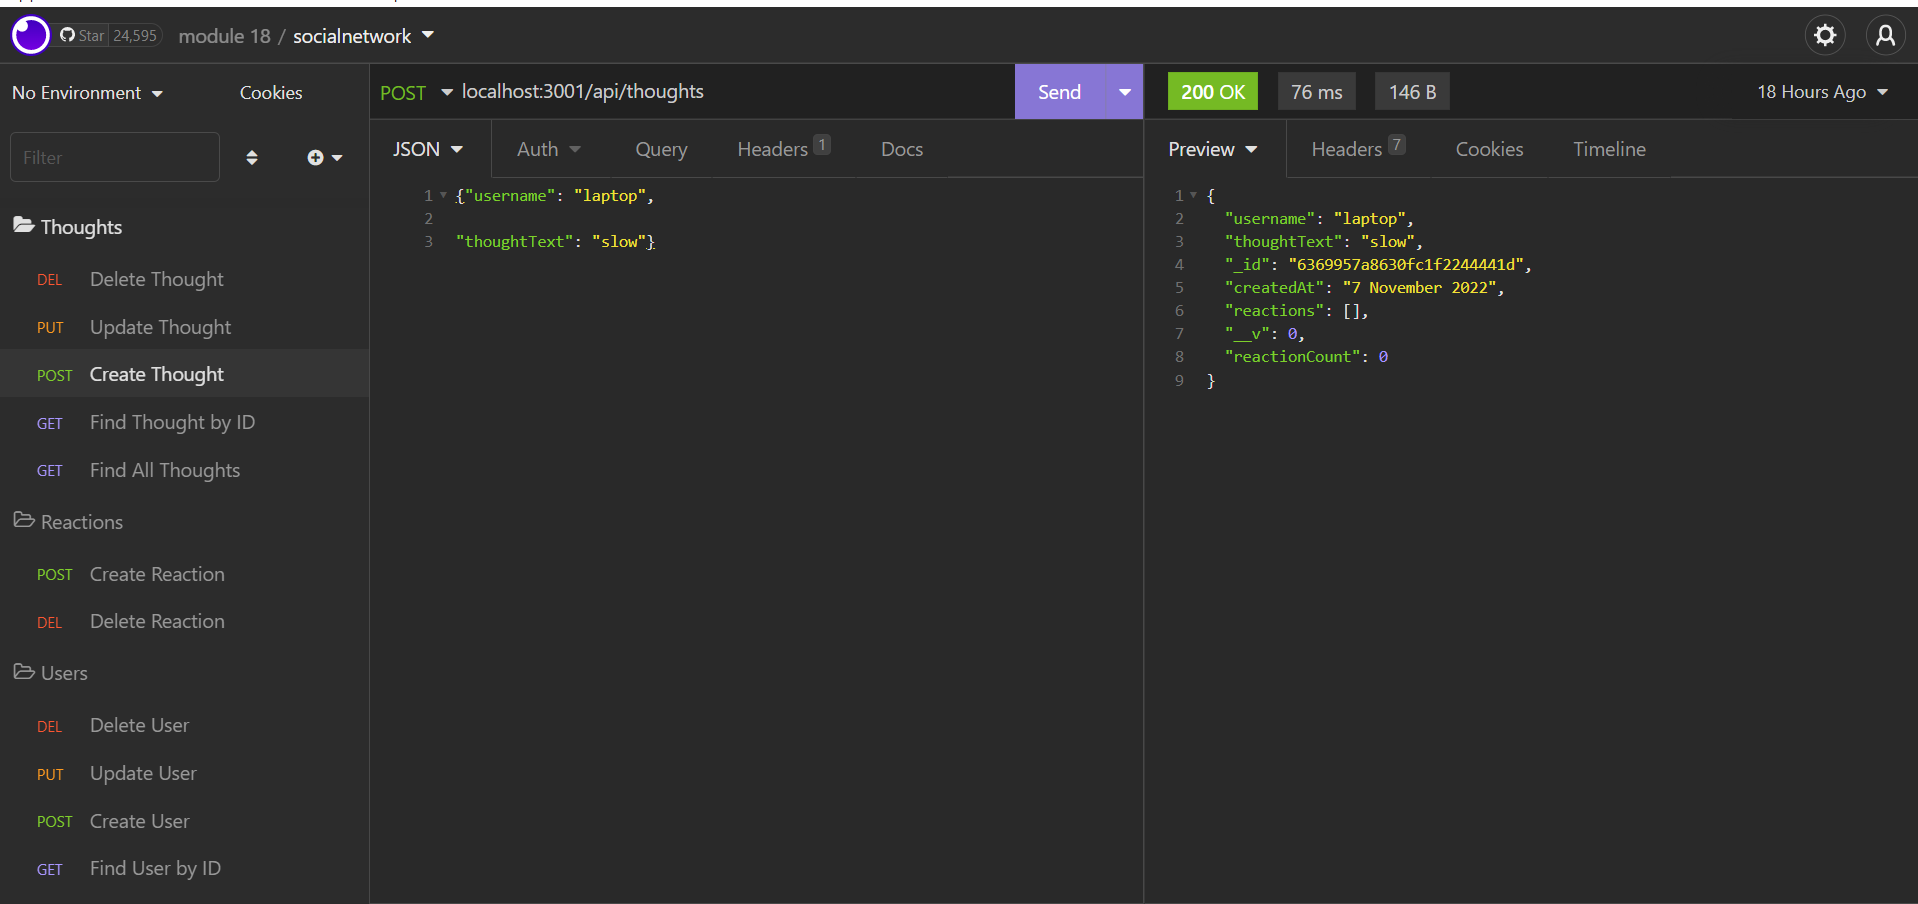 Star 24,595 module 18 / socialnetwork
No Environment Cookies
Filter
Thoughts
DEL Delete Thought
PUT Update Thought
POST Create Thought
GET Find Thought by ID
GET Find All Thoughts
Reactions
POST Create Reaction
DEL Delete Reaction
Users
DEL Delete User
PUT Update User
POST Create User
GET Find User by ID
POST localhost:3001/api/thoughts Send
JSON Auth Query Headers 1 Docs
1 {"username": "laptop",
2
3 "thoughtText": "slow"}
200 OK 76 ms 146 B 18 Hours Ago
Preview Headers 7 Cookies Timeline
1 {
2 "username": "laptop",
3 "thoughtText": "slow",
4 "_id": "6369957a8630fc1f2244441d",
5 "createdAt": "7 November 2022",
6 "reactions": [],
7 "__v": 0,
8 "reactionCount": 0
9 }